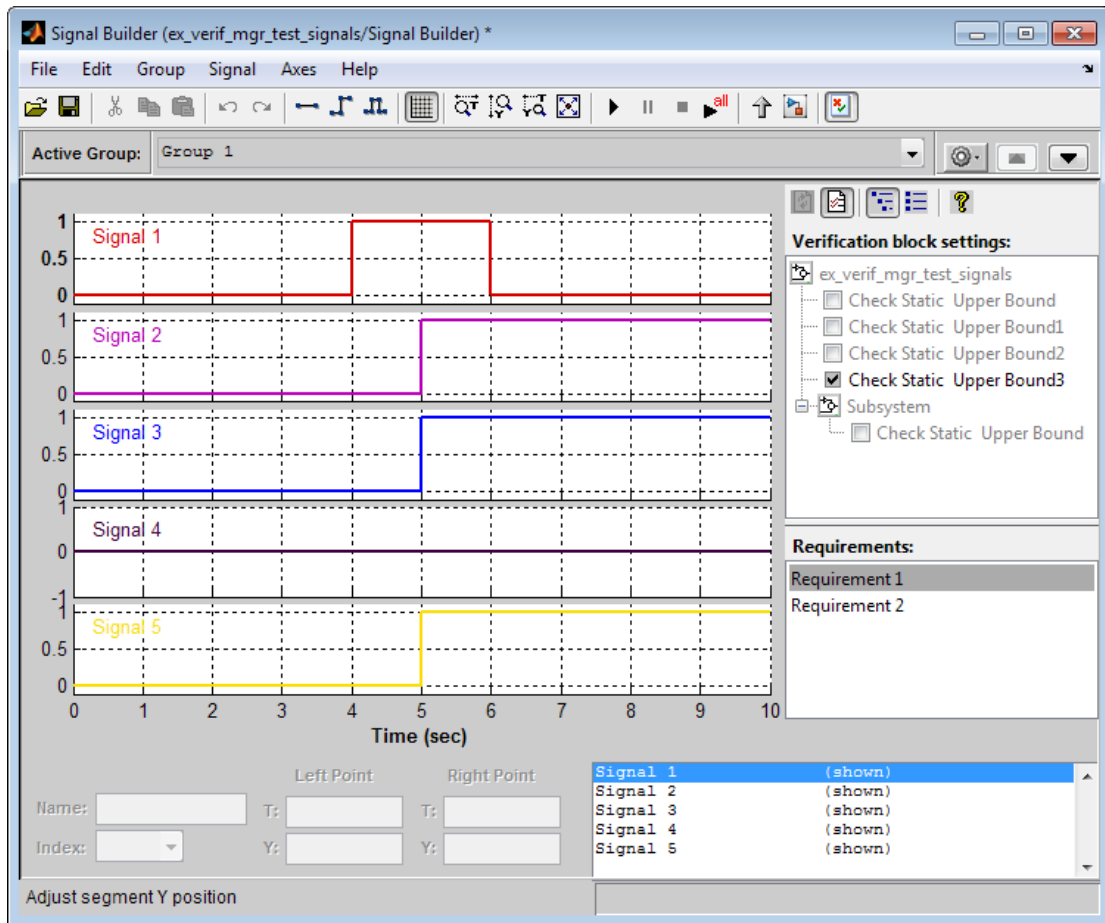 Signal Builder (ex_verif_mgr_test_signals/Signal Builder) *
File Edit Group Signal Axes Help
all
Active Group: Group 1
Verification block settings:
ex_verif_mgr_test_signals
Check Static Upper Bound
Check Static Upper Bound1
Check Static Upper Bound2
Check Static Upper Bound3
Subsystem
Check Static Upper Bound
Requirements:
Requirement 1
Requirement 2
1
Signal 1
0.5
0
1
Signal 2
0.5
0
1
Signal 3
0.5
0
1
Signal 4
0
-1
1
Signal 5
0.5
0
0 1 2 3 4 5 6 7 8 9 10
Time (sec)
Left Point Right Point
Name: T: T:
Index: Y: Y:
Signal 1 (shown)
Signal 2 (shown)
Signal 3 (shown)
Signal 4 (shown)
Signal 5 (shown)
Adjust segment Y position